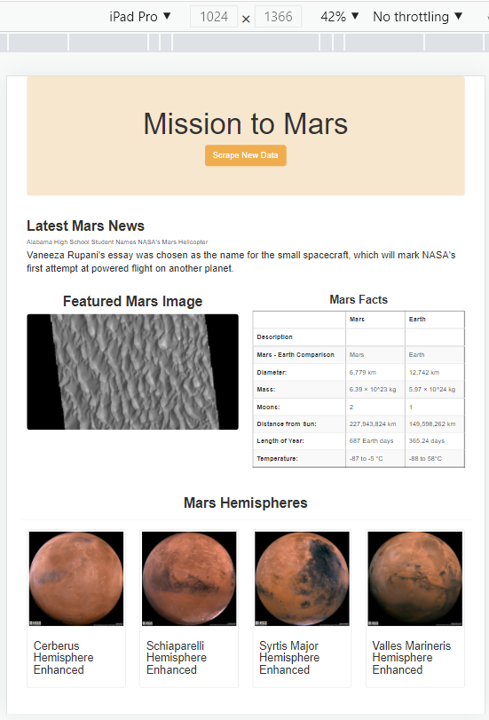 iPad Pro ▼ 1024 × 1366 42% ▼ No throttling ▼
Mission to Mars
Scrape New Data
Latest Mars News
Alabama High School Student Names NASA's Mars Helicopter
Vaneeza Rupani's essay was chosen as the name for the small spacecraft, which will mark NASA's
first attempt at powered flight on another planet.
Featured Mars Image
Mars Facts
Mars Earth
Description
Mars - Earth Comparison Mars Earth
Diameter: 6,779 km 12,742 km
Mass: 6.39 × 10^23 kg 5.97 × 10^24 kg
Moons: 2 1
Distance from Sun: 227,943,824 km 149,598,262 km
Length of Year: 687 Earth days 365.24 days
Temperature: -87 to -5 °C -88 to 58°C
Mars Hemispheres
Cerberus
Hemisphere
Enhanced
Schiaparelli
Hemisphere
Enhanced
Syrtis Major
Hemisphere
Enhanced
Valles Marineris
Hemisphere
Enhanced